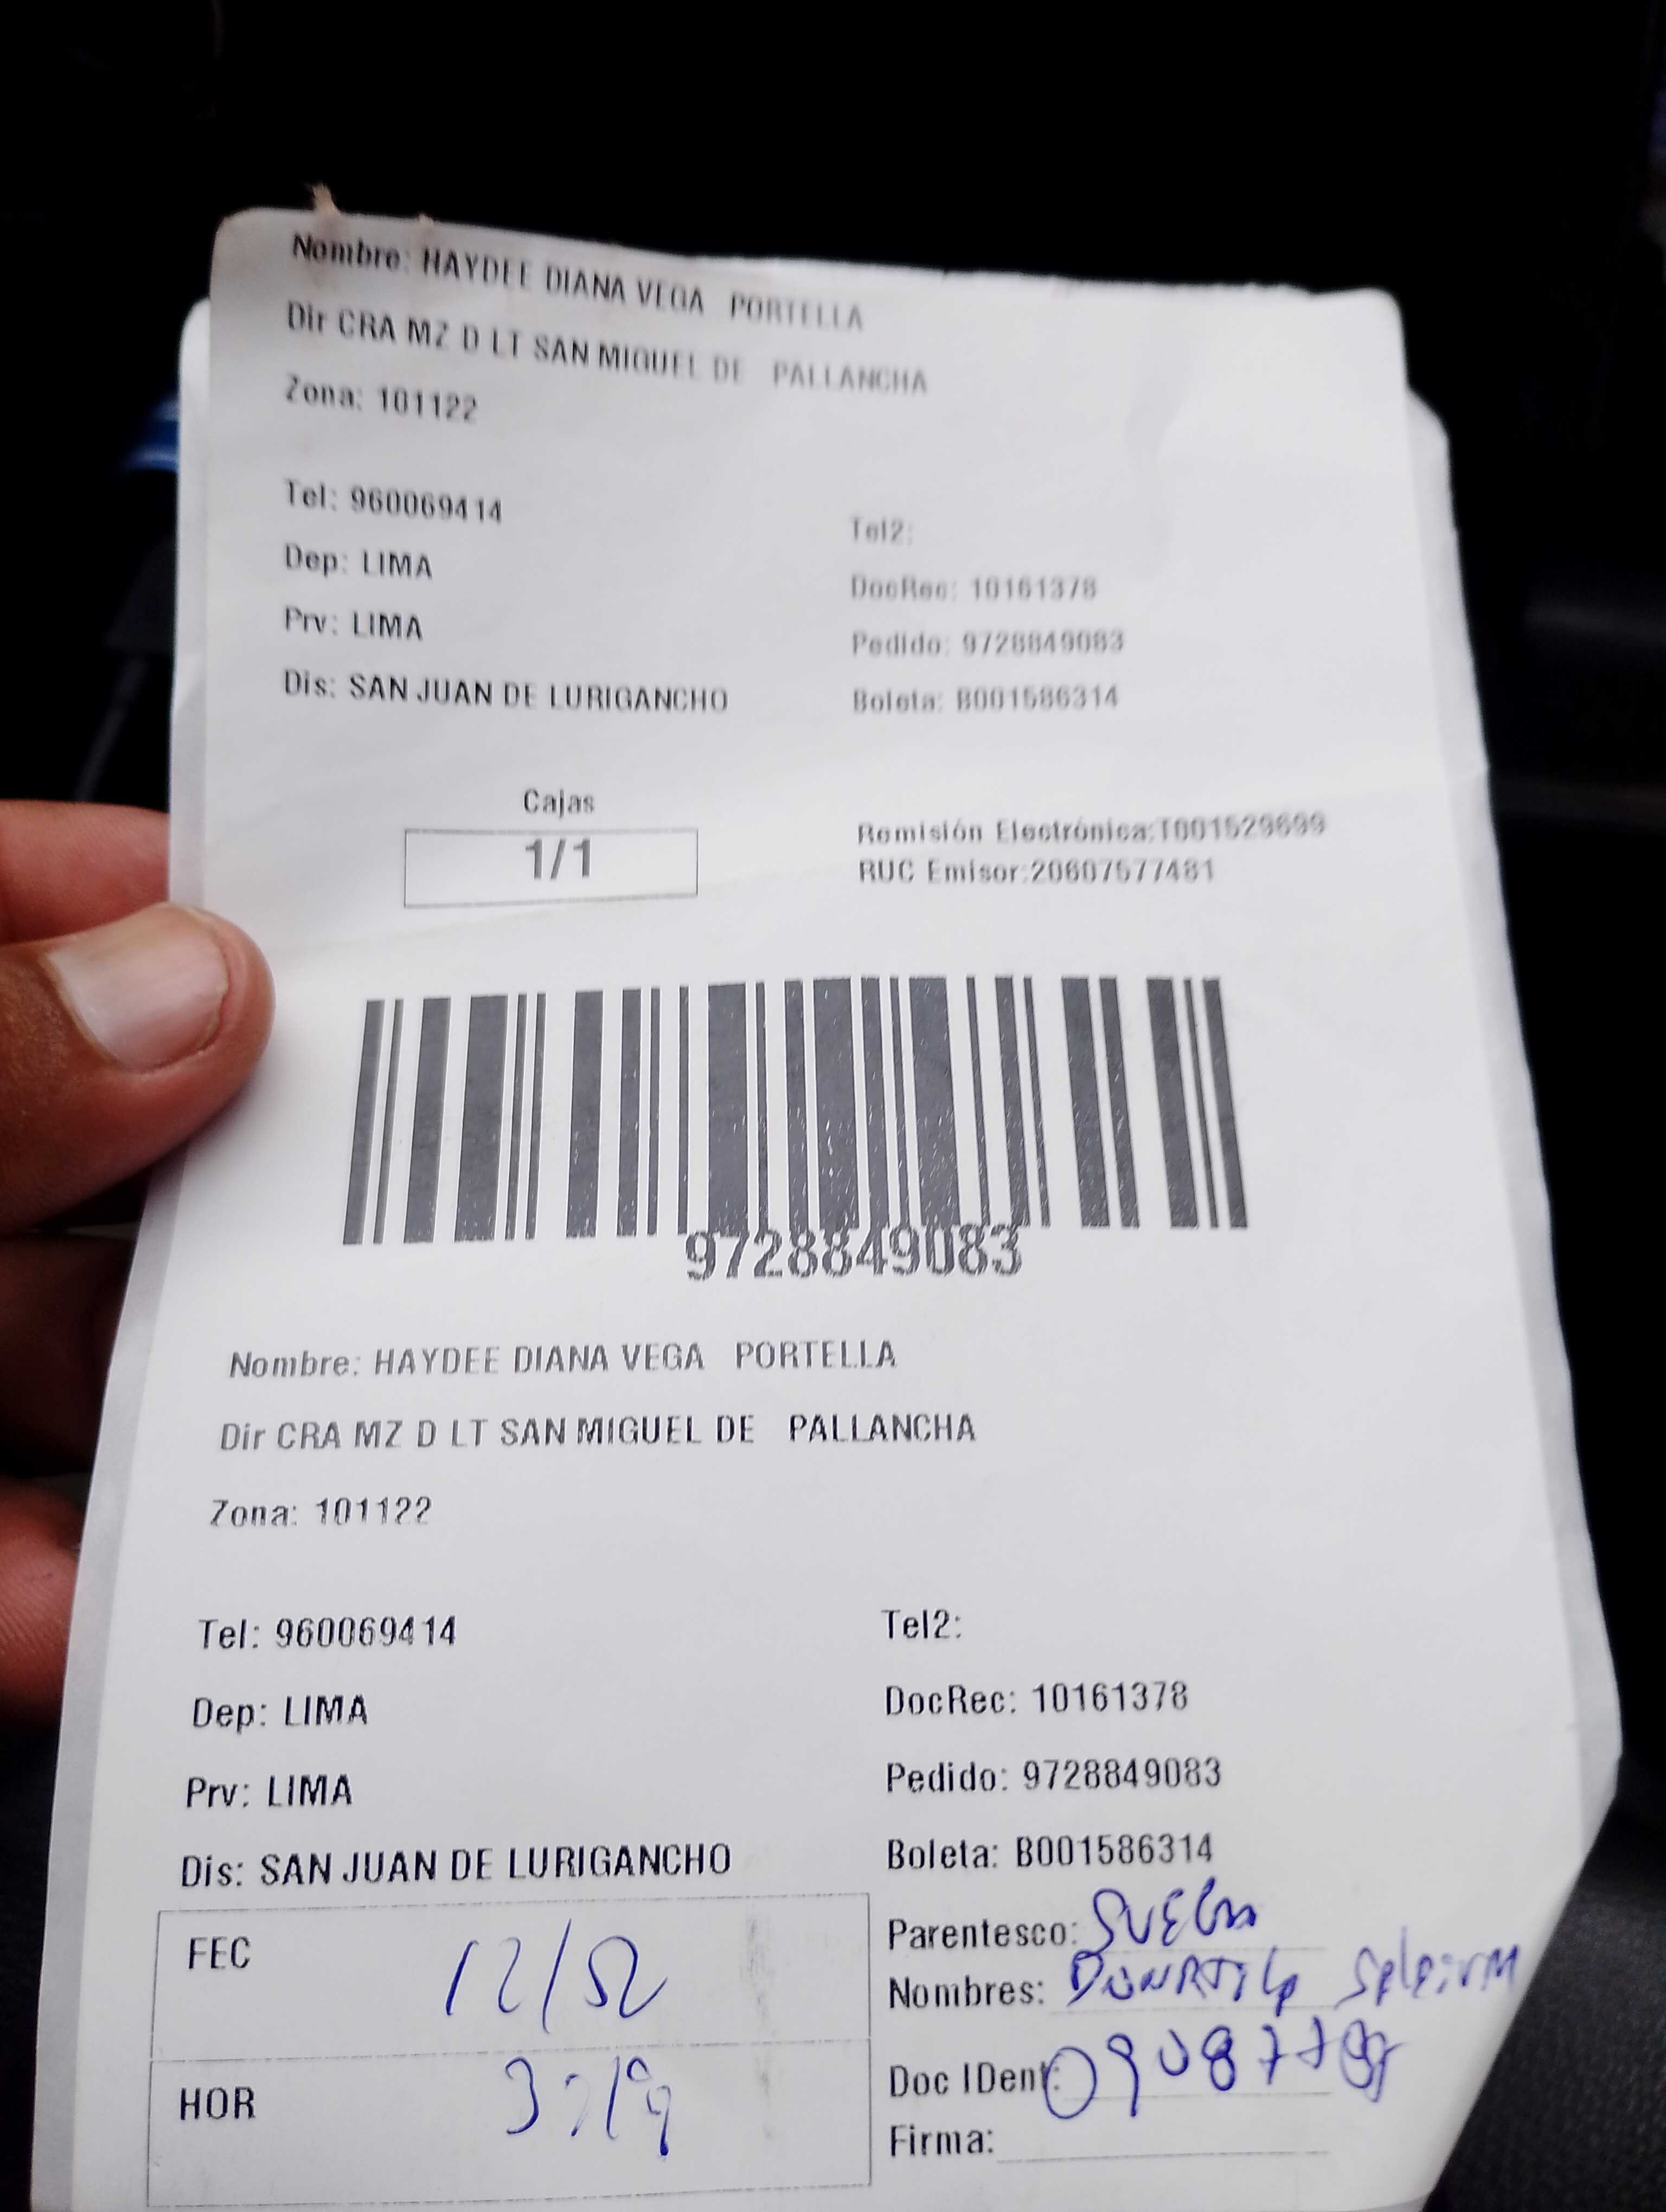 Nombre: HAYDEE DIANA VEGA PORTELLA
Dir CRA MZ D LT SAN MIGUEL DE PALLANCHA
Zona: 101122
Tel: 960069414
Tel2:
Dep: LIMA
DocRec: 10161378
Prv: LIMA
Pedido: 9728849083
Dis: SAN JUAN DE LURIGANCHO
Boleta: B001586314
Cajas
1/1
Remisión Electrónica:T001529699
RUC Emisor:20607577481
9728849083
Nombre: HAYDEE DIANA VEGA PORTELLA
Dir CRA MZ D LT SAN MIGUEL DE PALLANCHA
Zona: 101122
Tel: 960069414
Tel2:
Dep: LIMA
DocRec: 10161378
Prv: LIMA
Pedido: 9728849083
Dis: SAN JUAN DE LURIGANCHO
Boleta: B001586314
FEC
Parentesco: SUEGRA
Nombres:
HOR
Doc IDent:
Firma: